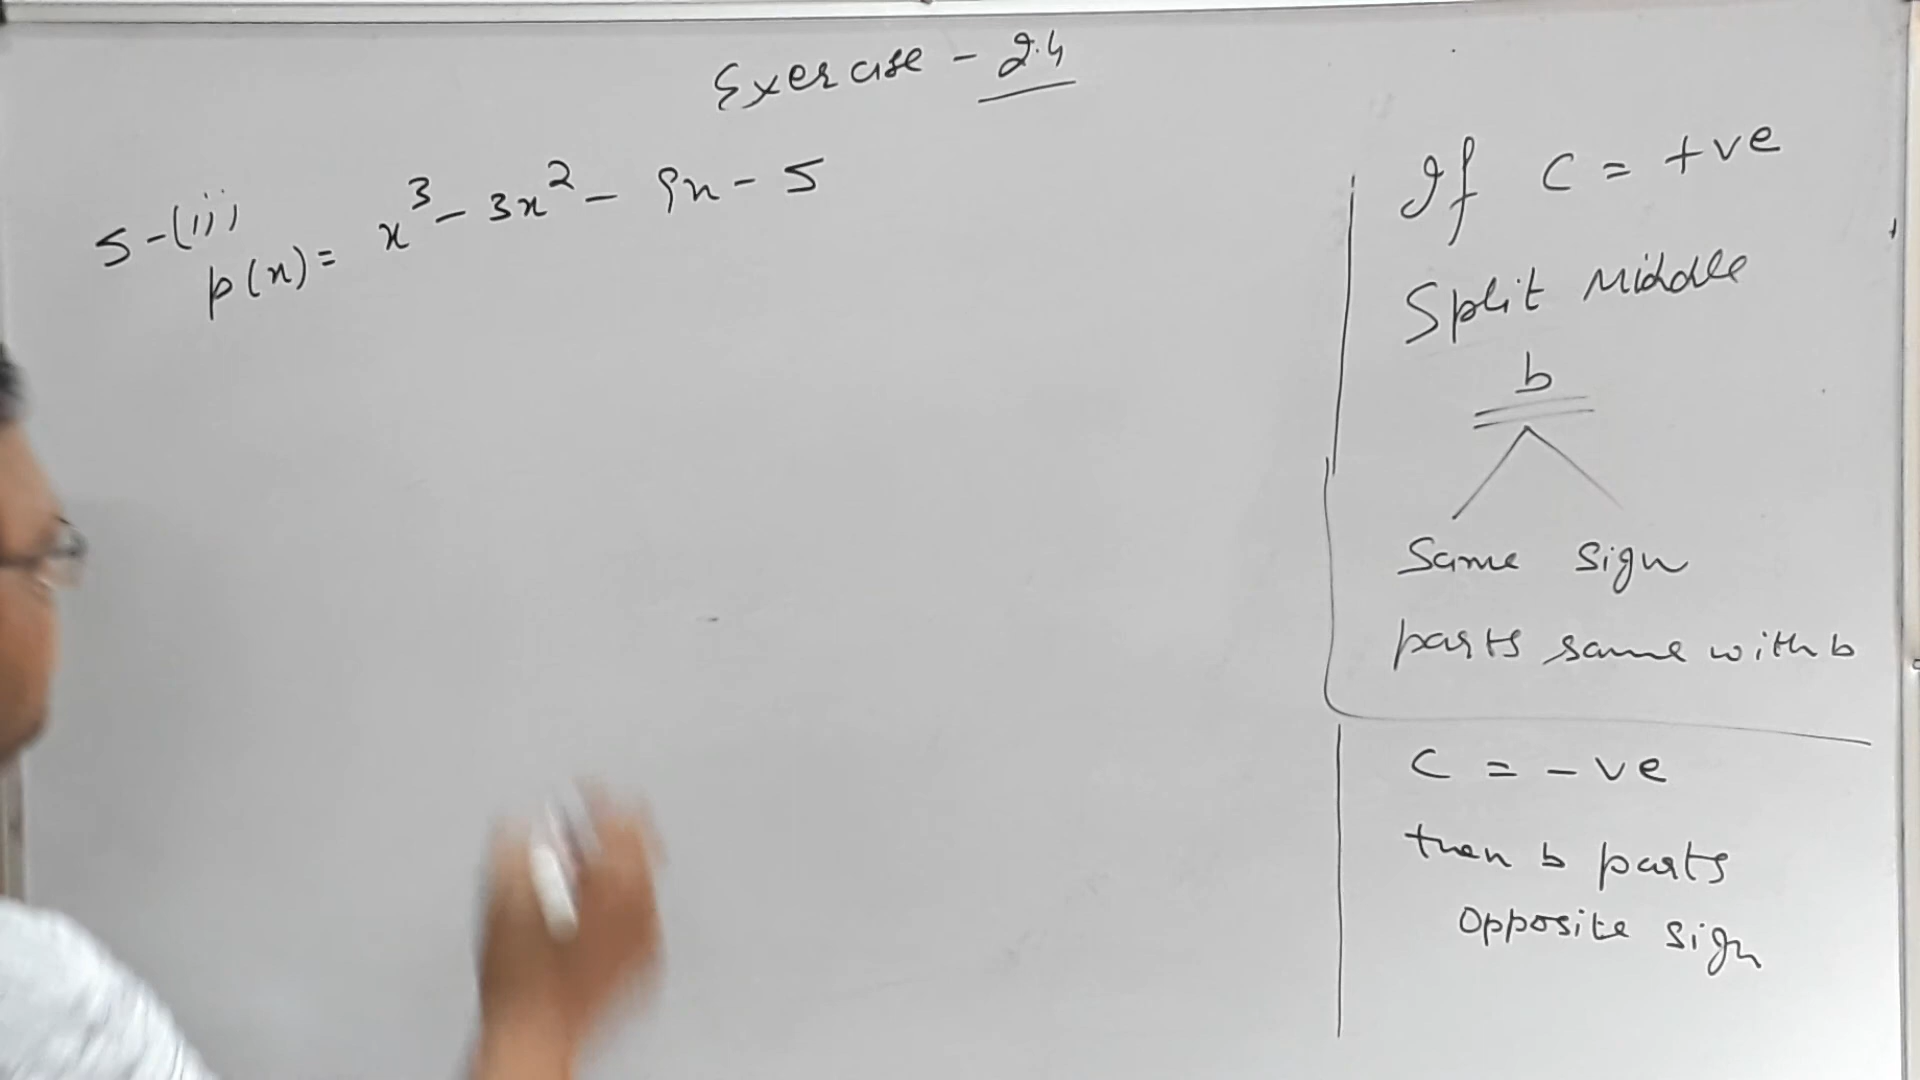 Exercise - 2.4
5-(ii)
p(x) = x³ - 3x² - 9x - 5
If C = +ve
Split Middle
b
Same sign
parts same with b
C = -ve
then b parts
opposite sign